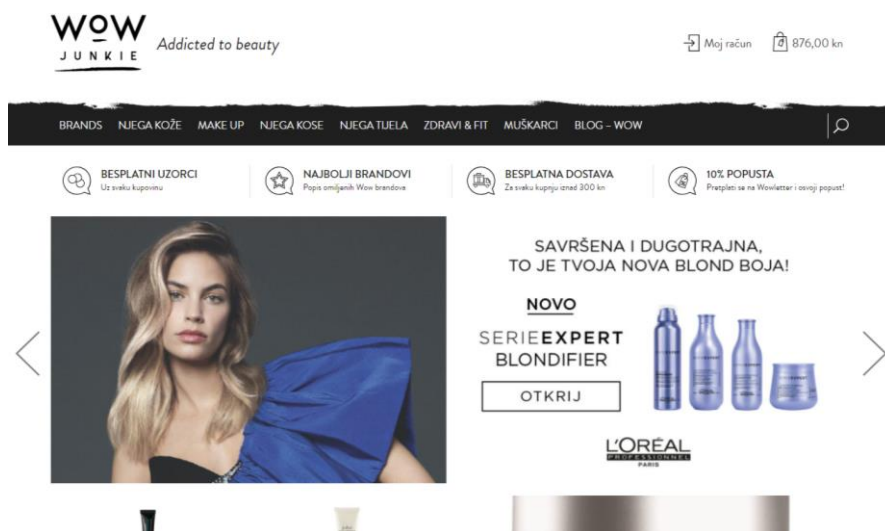 WOW
JUNKIE
Addicted to beauty
Moj račun
876,00 kn
BRANDS NJEGA KOŽE MAKE UP NJEGA KOSE NJEGA TIJELA ZDRAVI & FIT MUŠKARCI BLOG – WOW
BESPLATNI UZORCI
Uz svaku kupovinu
NAJBOLJI BRANDOVI
Popis omiljenih Wow brandova
BESPLATNA DOSTAVA
Za svaku kupnju iznad 300 kn
10% POPUSTA
Pretplati se na Wowletter i osvoji popust!
SAVRŠENA I DUGOTRAJNA,
TO JE TVOJA NOVA BLOND BOJA!
NOVO
SERIEEXPERT
BLONDIFIER
OTKRIJ
L'ORÉAL
PROFESSIONNEL
PARIS